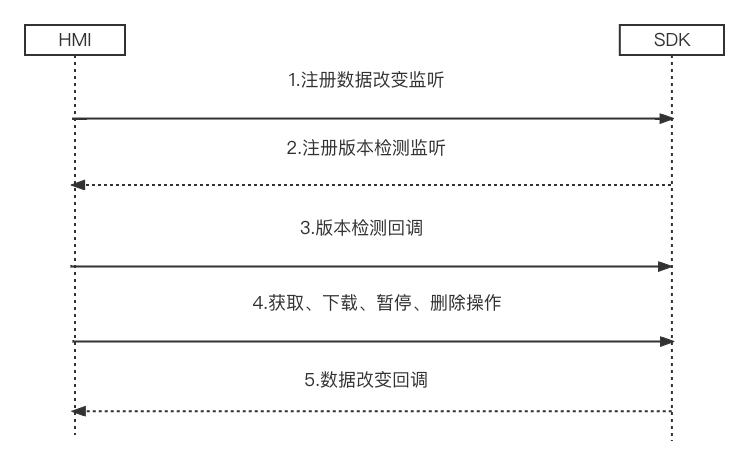 HMI
SDK
1.注册数据改变监听
2.注册版本检测监听
3.版本检测回调
4.获取、下载、暂停、删除操作
5.数据改变回调